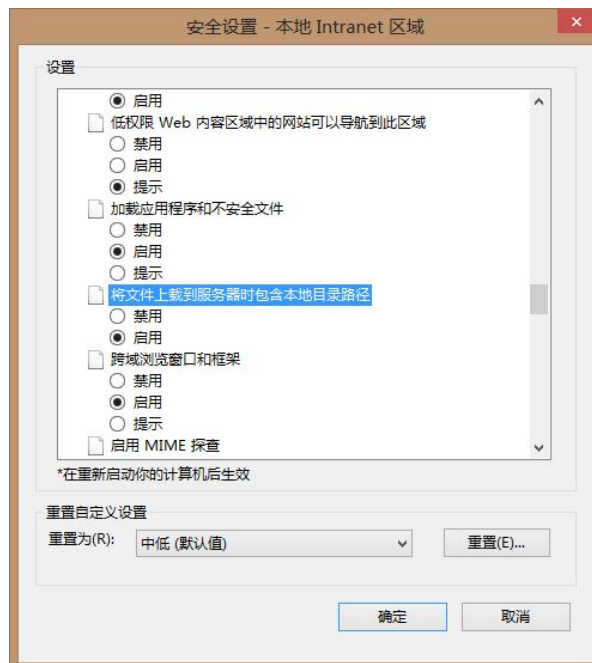 安全设置 - 本地 Intranet 区域
设置
启用
低权限 Web 内容区域中的网站可以导航到此区域
禁用
启用
提示
加载应用程序和不安全文件
禁用
启用
提示
将文件上载到服务器时包含本地目录路径
禁用
启用
跨域浏览窗口和框架
禁用
启用
提示
启用 MIME 探查
*在重新启动你的计算机后生效
重置自定义设置
重置为(R): 中低 (默认值) 重置(E)...
确定 取消